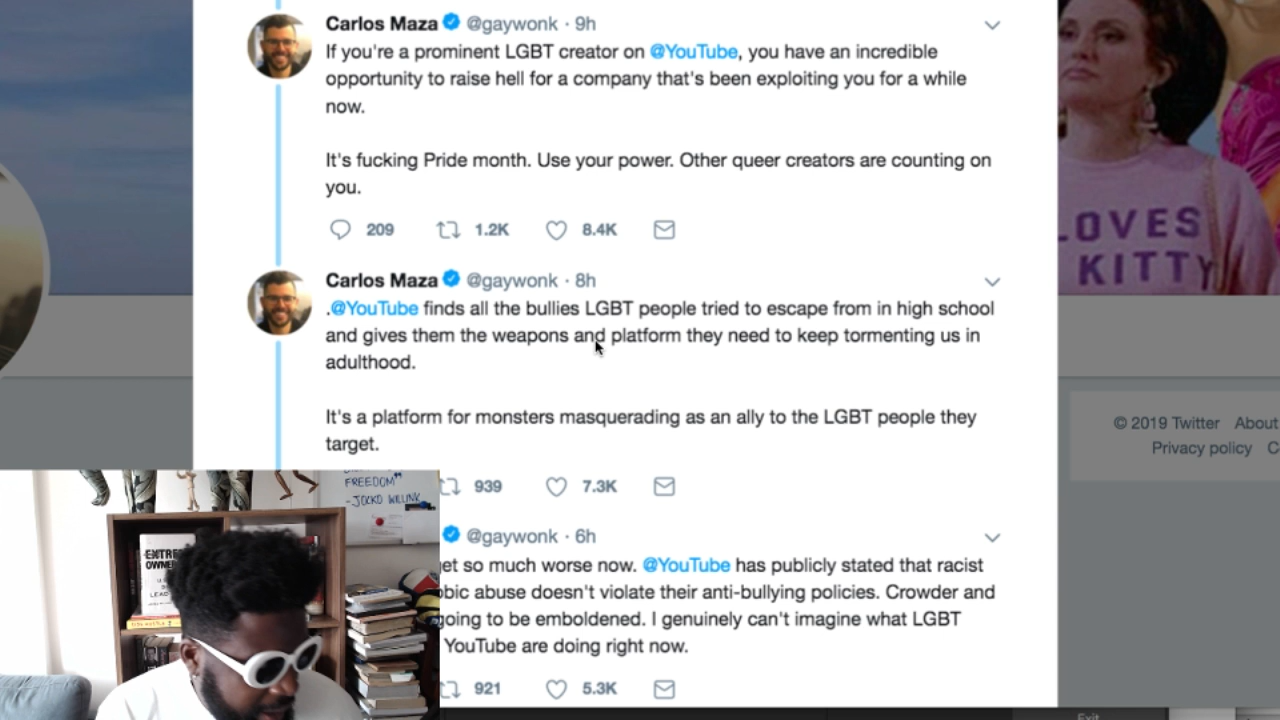 Carlos Maza @gaywonk · 9h
If you're a prominent LGBT creator on @YouTube, you have an incredible
opportunity to raise hell for a company that's been exploiting you for a while
now.
It's fucking Pride month. Use your power. Other queer creators are counting on
you.
209 1.2K 8.4K
Carlos Maza @gaywonk · 8h
.@YouTube finds all the bullies LGBT people tried to escape from in high school
and gives them the weapons and platform they need to keep tormenting us in
adulthood.
It's a platform for monsters masquerading as an ally to the LGBT people they
target.
939 7.3K
@gaywonk · 6h
et so much worse now. @YouTube has publicly stated that racist
obic abuse doesn't violate their anti-bullying policies. Crowder and
going to be emboldened. I genuinely can't imagine what LGBT
YouTube are doing right now.
921 5.3K
LOVES
KITTY
© 2019 Twitter About
Privacy policy C
FREEDOM"
-JOCKO WILLINK
EXTRE
OWNE
LEA
Exit